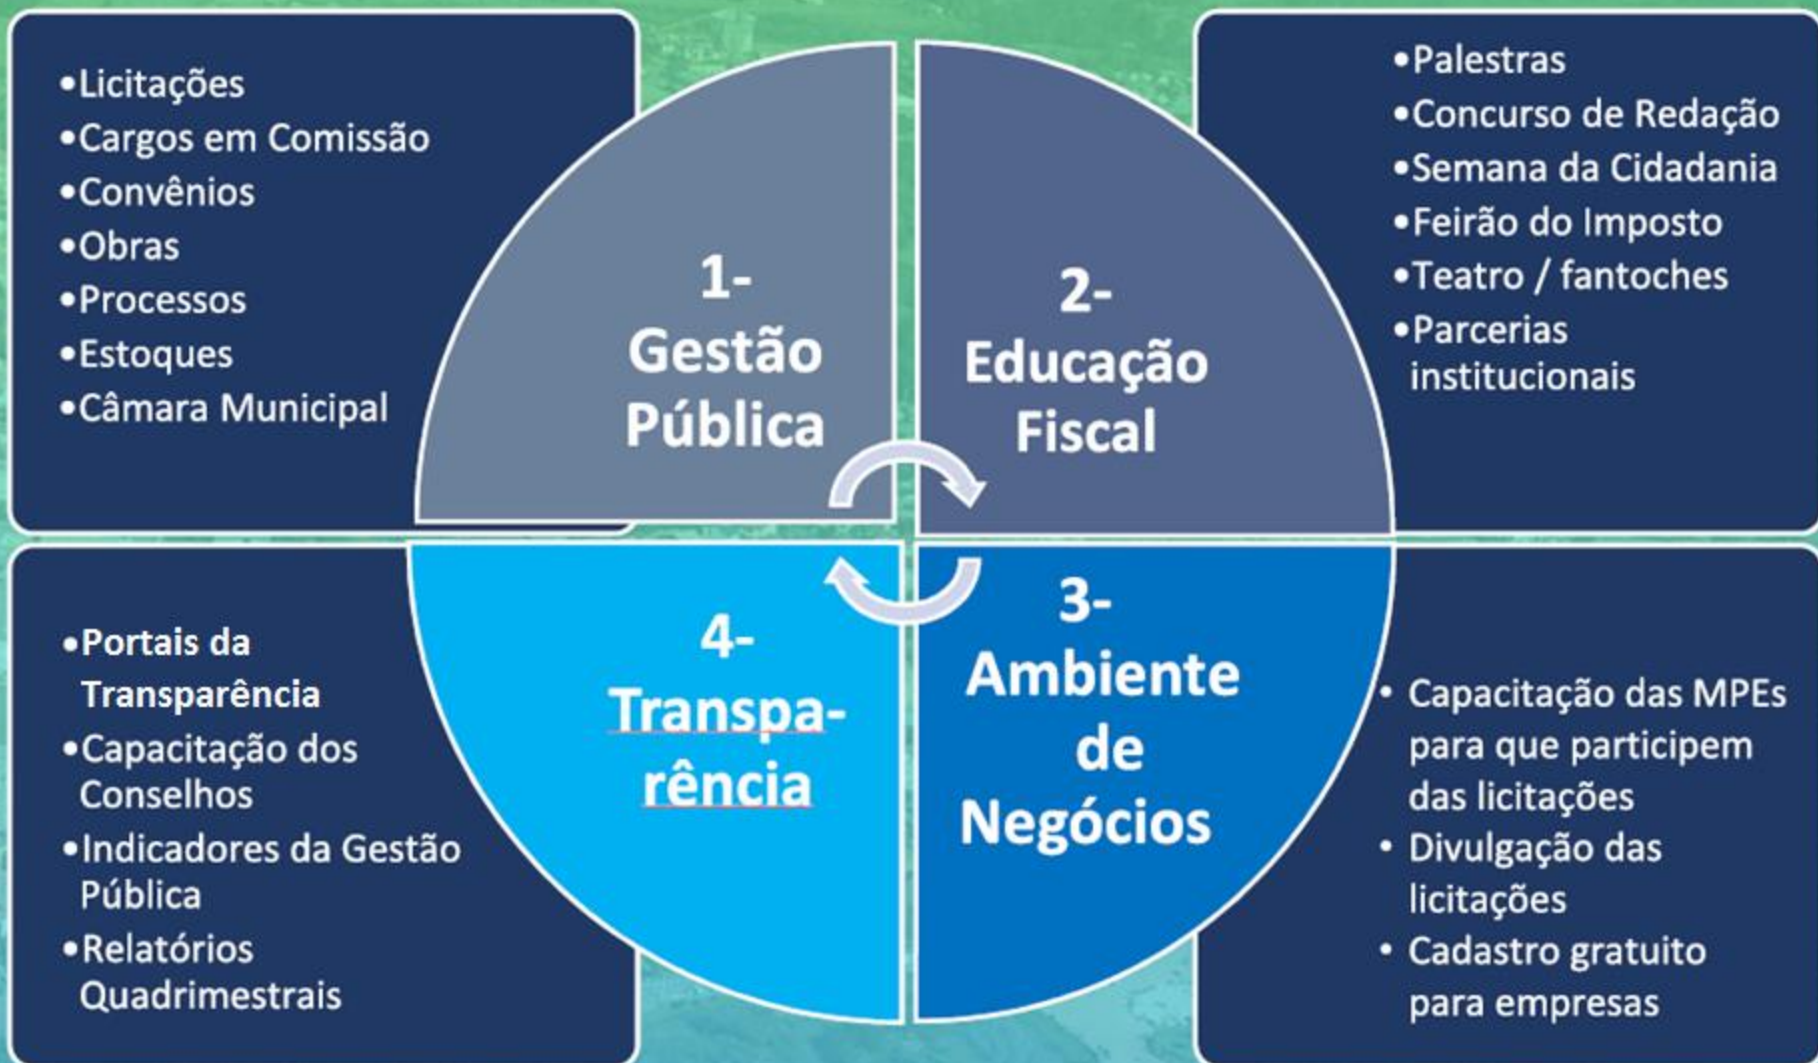 •Licitações
•Cargos em Comissão
•Convênios
•Obras
•Processos
•Estoques
•Câmara Municipal
1-
Gestão
Pública
2-
Educação
Fiscal
•Palestras
•Concurso de Redação
•Semana da Cidadania
•Feirão do Imposto
•Teatro / fantoches
•Parcerias
institucionais
•Portais da
Transparência
•Capacitação dos
Conselhos
•Indicadores da Gestão
Pública
•Relatórios
Quadrimestrais
4-
Transpa-
rência
3-
Ambiente
de
Negócios
• Capacitação das MPEs
para que participem
das licitações
• Divulgação das
licitações
• Cadastro gratuito
para empresas